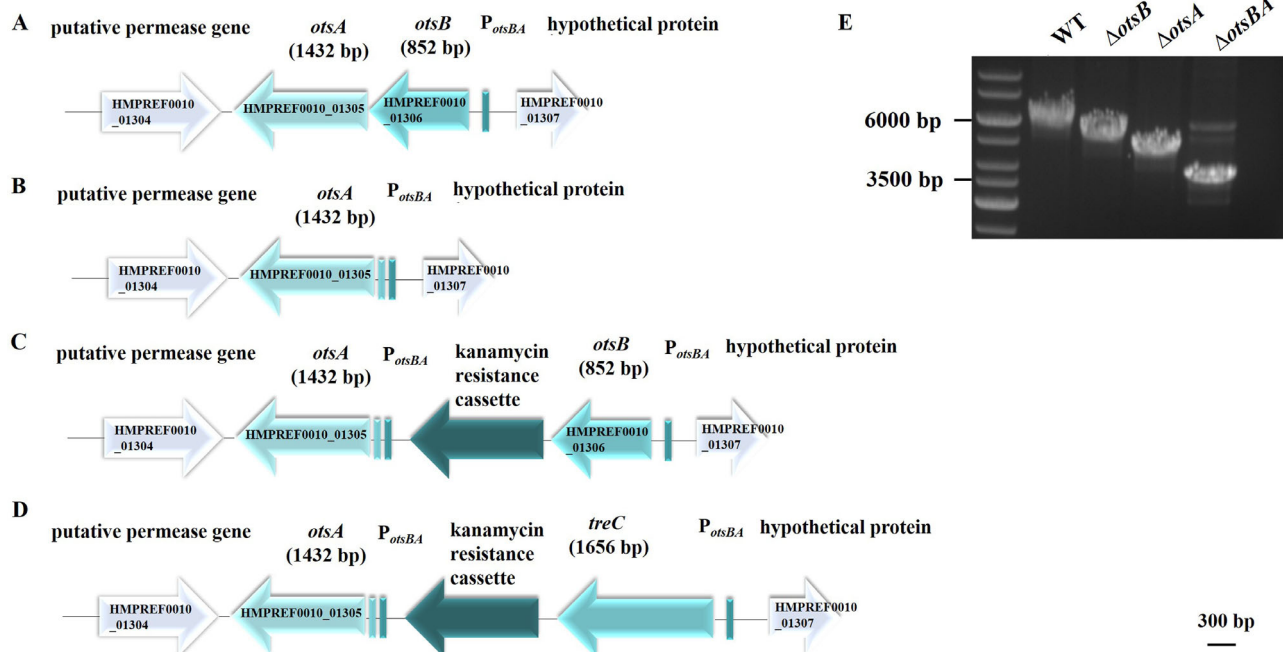 A
putative permease gene
otsA
(1432 bp)
otsB
(852 bp)
PotsBA
hypothetical protein
HMPREF0010
_01304
HMPREF0010_01305
HMPREF0010
_01306
HMPREF0010
_01307
B
putative permease gene
otsA
(1432 bp)
PotsBA
hypothetical protein
HMPREF0010
_01304
HMPREF0010_01305
HMPREF0010
_01307
C
putative permease gene
otsA
(1432 bp)
PotsBA
kanamycin
resistance
cassette
otsB
(852 bp)
PotsBA
hypothetical protein
HMPREF0010
_01304
HMPREF0010_01305
HMPREF0010
_01306
HMPREF0010
_01307
D
putative permease gene
otsA
(1432 bp)
PotsBA
kanamycin
resistance
cassette
treC
(1656 bp)
PotsBA
hypothetical protein
HMPREF0010
_01304
HMPREF0010_01305
HMPREF0010
_01307
E
WT
ΔotsB
ΔotsA
ΔotsBA
6000 bp
3500 bp
300 bp